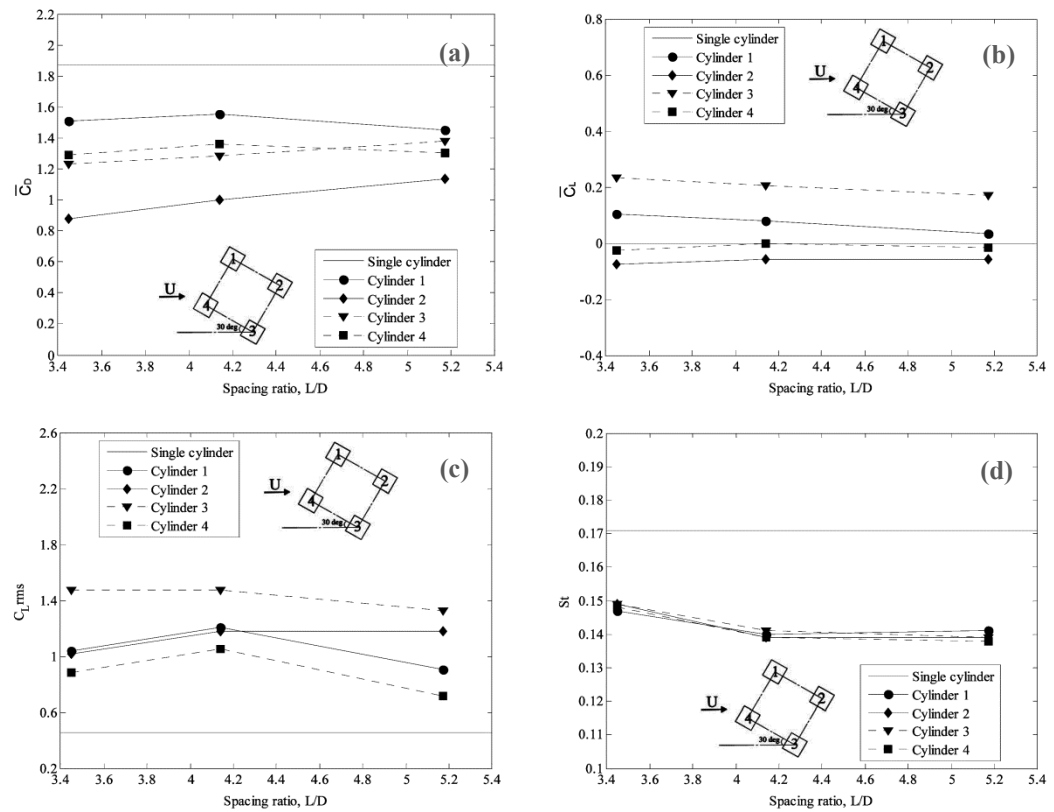 2.2
2
1.8
1.6
1.4
1.2
1
0.8
0.6
0.4
0.2
0
C̅D
3.4 3.6 3.8 4 4.2 4.4 4.6 4.8 5 5.2 5.4
Spacing ratio, L/D
(a)
Single cylinder
Cylinder 1
Cylinder 2
Cylinder 3
Cylinder 4
U
1
2
4
3
30 deg
0.8
0.6
0.4
0.2
0
-0.2
-0.4
C̅L
3.4 3.6 3.8 4 4.2 4.4 4.6 4.8 5 5.2 5.4
Spacing ratio, L/D
(b)
Single cylinder
Cylinder 1
Cylinder 2
Cylinder 3
Cylinder 4
U
1
2
4
3
30 deg
2.6
2.2
1.8
1.4
1
0.6
0.2
CLrms
3.4 3.6 3.8 4 4.2 4.4 4.6 4.8 5 5.2 5.4
Spacing ratio, L/D
(c)
Single cylinder
Cylinder 1
Cylinder 2
Cylinder 3
Cylinder 4
U
1
2
4
3
30 deg
0.2
0.19
0.18
0.17
0.16
0.15
0.14
0.13
0.12
0.11
0.1
St
3.4 3.6 3.8 4 4.2 4.4 4.6 4.8 5 5.2 5.4
Spacing ratio, L/D
(d)
Single cylinder
Cylinder 1
Cylinder 2
Cylinder 3
Cylinder 4
U
1
2
4
3
30 deg